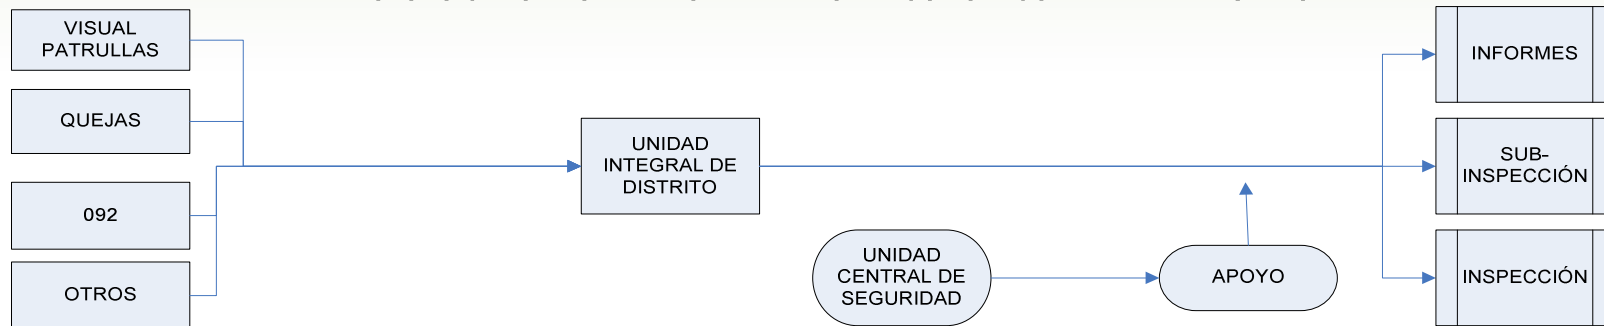 VISUAL
PATRULLAS
QUEJAS
092
OTROS
UNIDAD
INTEGRAL DE
DISTRITO
UNIDAD
CENTRAL DE
SEGURIDAD
APOYO
INFORMES
SUB-
INSPECCIÓN
INSPECCIÓN